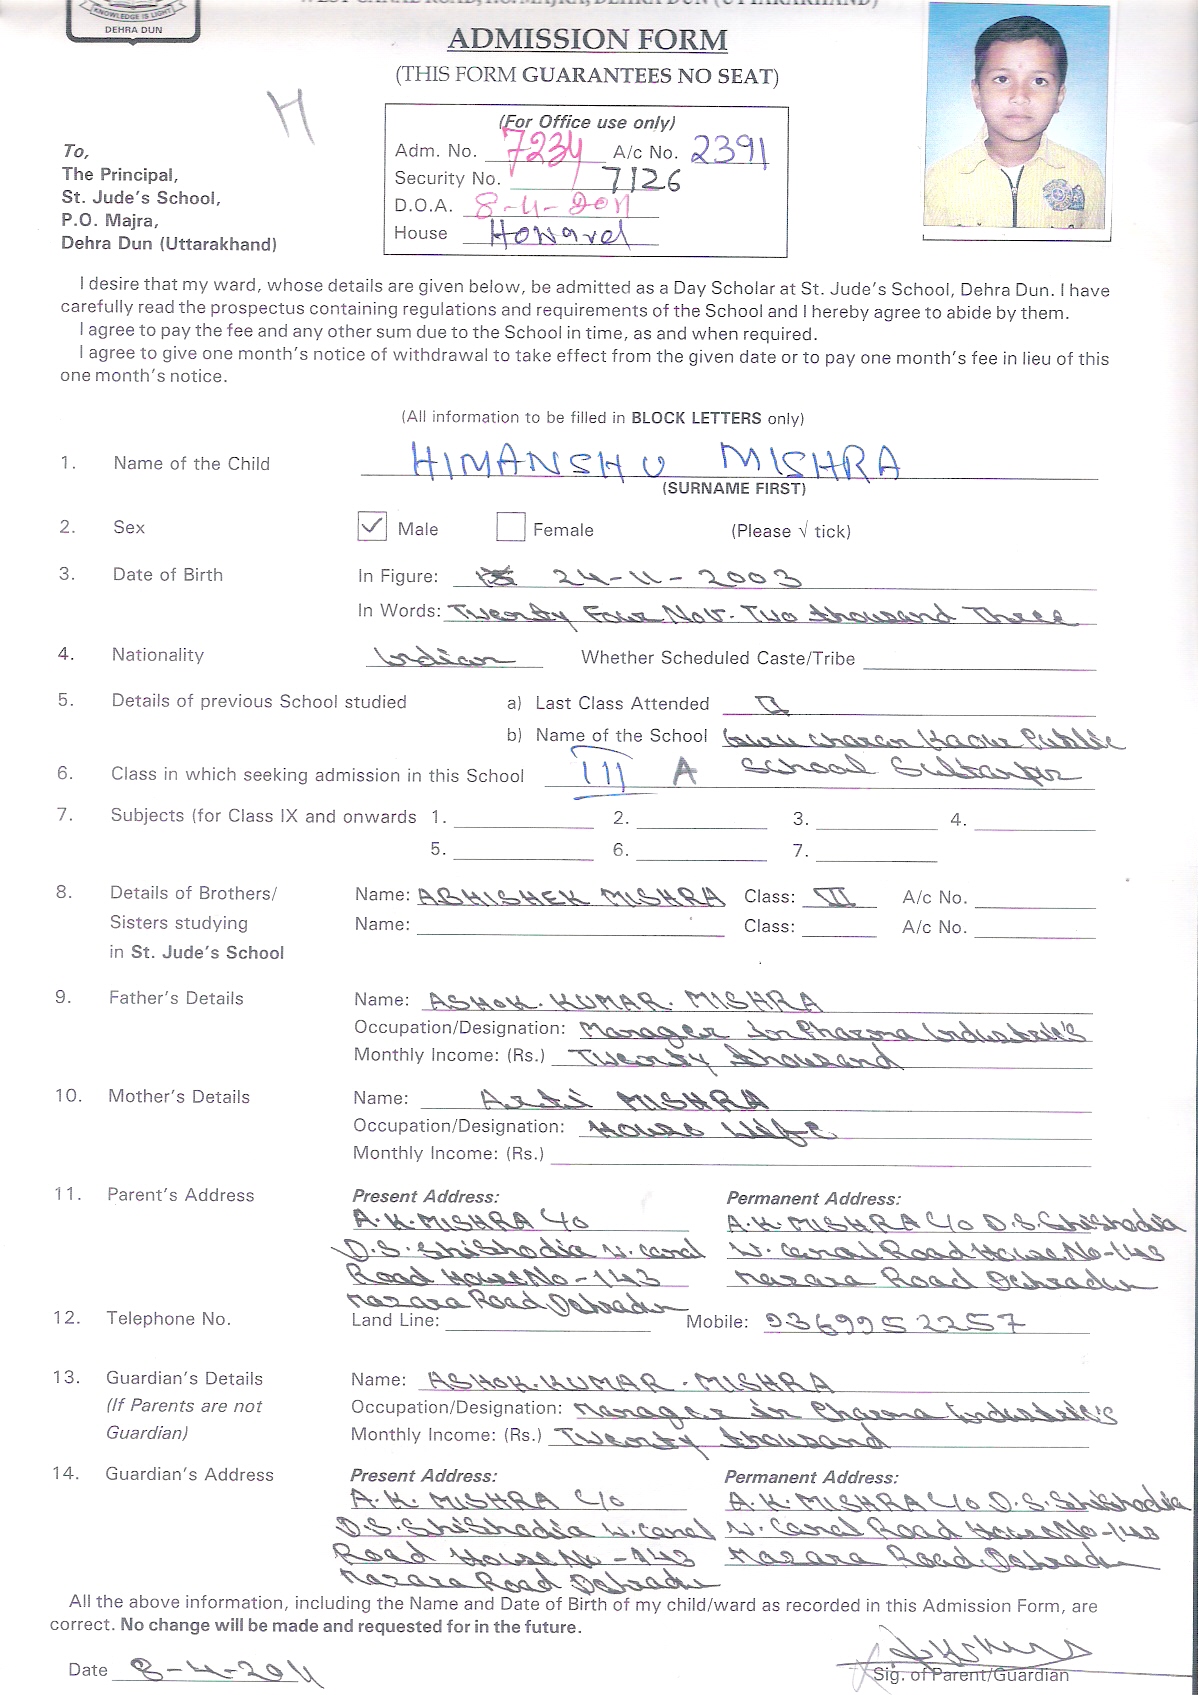 KNOWLEDGE IS LIGHT
DEHRA DUN
ADMISSION FORM
(THIS FORM GUARANTEES NO SEAT)
H
(For Office use only)
Adm. No. 7234 A/c No. 2391
Security No. 7126
D.O.A. 8-4-2011
House Howard
To,
The Principal,
St. Jude's School,
P.O. Majra,
Dehra Dun (Uttarakhand)
I desire that my ward, whose details are given below, be admitted as a Day Scholar at St. Jude's School, Dehra Dun. I have
carefully read the prospectus containing regulations and requirements of the School and I hereby agree to abide by them.
I agree to pay the fee and any other sum due to the School in time, as and when required.
I agree to give one month's notice of withdrawal to take effect from the given date or to pay one month's fee in lieu of this
one month's notice.
(All information to be filled in BLOCK LETTERS only)
1. Name of the Child HIMANSHU MISHRA
(SURNAME FIRST)
2. Sex ✓ Male Female (Please √ tick)
3. Date of Birth In Figure: 24-11-2003
In Words: Twenty Four Nov. Two thousand Three
4. Nationality Indian Whether Scheduled Caste/Tribe
5. Details of previous School studied a) Last Class Attended II
b) Name of the School Guru Charan Kaour Public
School Sultanpur
6. Class in which seeking admission in this School III A
7. Subjects (for Class IX and onwards 1. 2. 3. 4.
5. 6. 7.
8. Details of Brothers/ Name: ABHISHEK MISHRA Class: VII A/c No.
Sisters studying Name: Class: A/c No.
in St. Jude's School
9. Father's Details Name: ASHOK. KUMAR. MISHRA
Occupation/Designation: Manager in Pharma Industrie's
Monthly Income: (Rs.) Twenty thousand
10. Mother's Details Name: Arti MISHRA
Occupation/Designation: House Wife
Monthly Income: (Rs.)
11. Parent's Address Present Address: Permanent Address:
A.K. MISHRA C/o A.K. MISHRA C/o D.S. ShiShodia
D.S. ShiShodia W. Canal W. Canal Road House No-143
Road House No-143 Mazara Road Dehradun
Mazara Road Dehradun
12. Telephone No. Land Line: Mobile: 9369952257
13. Guardian's Details Name: ASHOK. KUMAR. MISHRA
(If Parents are not Occupation/Designation: Manager in Pharma Industrie's
Guardian) Monthly Income: (Rs.) Twenty thousand
14. Guardian's Address Present Address: Permanent Address:
A.K. MISHRA C/o A.K. MISHRA C/o D.S. ShiShodia
D.S. ShiShodia W. Canal W. Canal Road House No-143
Road House No-143 Mazara Road Dehradun
Mazara Road Dehradun
All the above information, including the Name and Date of Birth of my child/ward as recorded in this Admission Form, are
correct. No change will be made and requested for in the future.
Date 8-4-2011
Sig. of Parent/Guardian